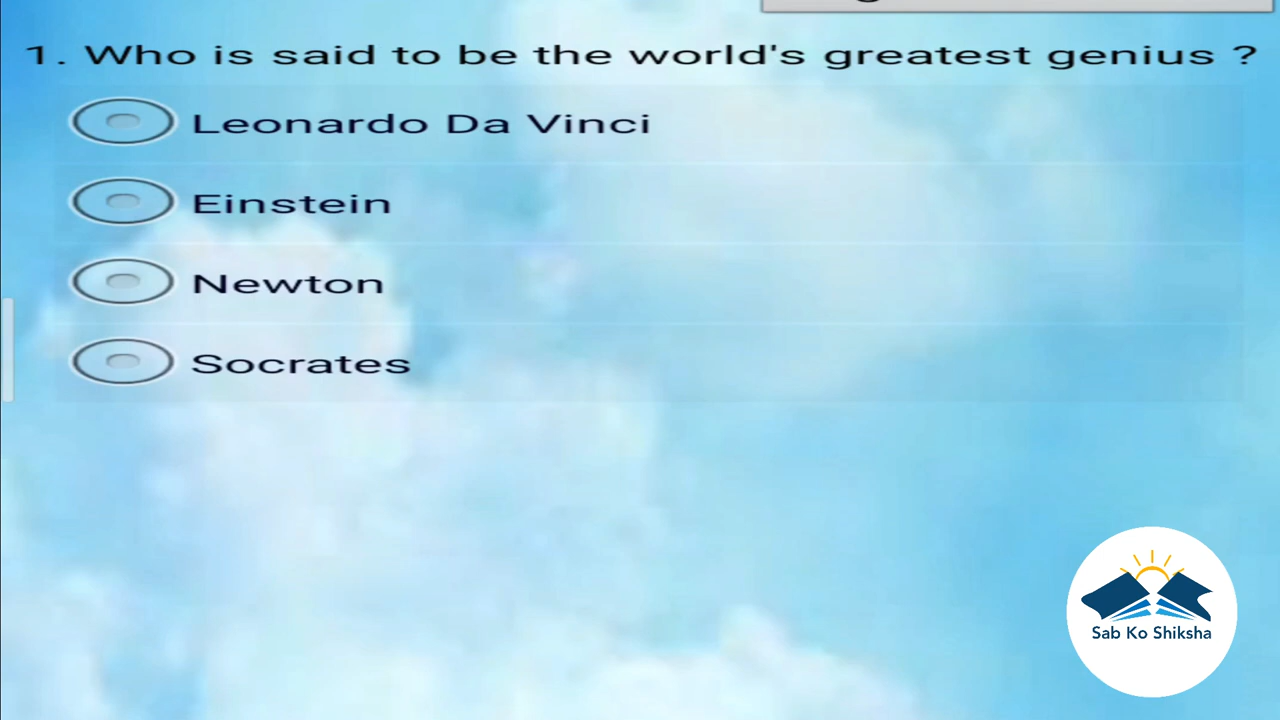 1. Who is said to be the world's greatest genius ?
Leonardo Da Vinci
Einstein
Newton
Socrates
Sab Ko Shiksha